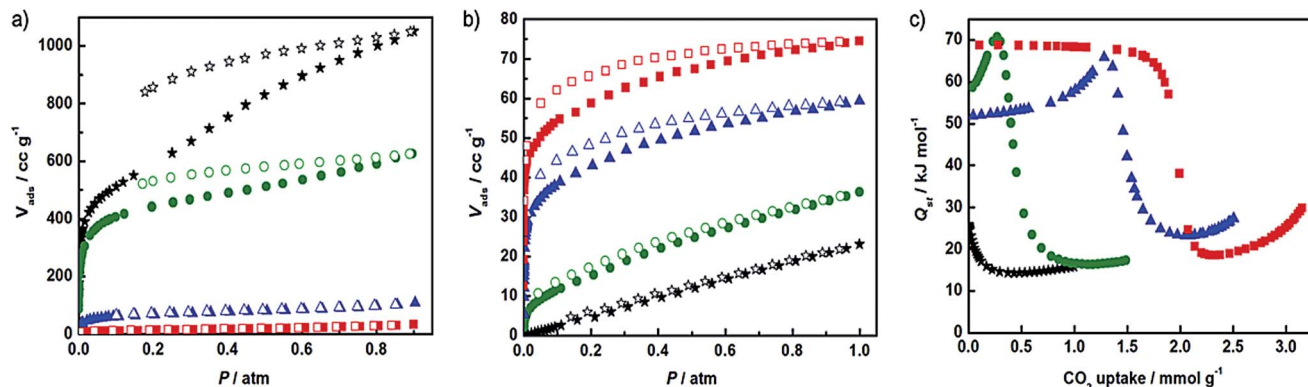 a)
1000
800
600
400
200
0
V_ads / cc g⁻¹
0.0 0.2 0.4 0.6 0.8
P / atm
b)
80
70
60
50
40
30
20
10
0
V_ads / cc g⁻¹
0.0 0.2 0.4 0.6 0.8 1.0
P / atm
c)
80
70
60
50
40
30
20
10
0
Q_st / kJ mol⁻¹
0.0 0.5 1.0 1.5 2.0 2.5 3.0
CO₂ uptake / mmol g⁻¹